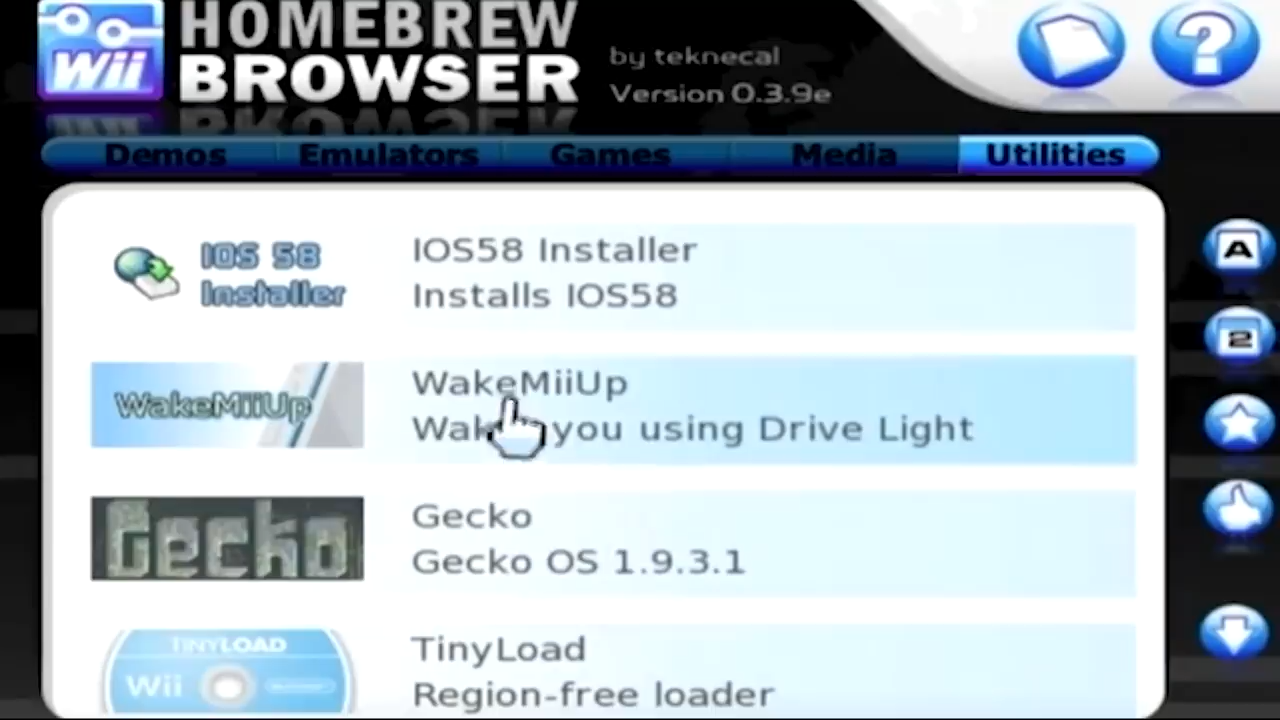 Wii
HOMEBREW
BROWSER
by teknecal
Version 0.3.9e
Demos Emulators Games Media Utilities
IOS 58
Installer
IOS58 Installer
Installs IOS58
WakeMiiUp
WakeMiiUp
you using Drive Light
Gecko
Gecko
Gecko OS 1.9.3.1
TINYLOAD
Wii
TinyLoad
Region-free loader
A
2
?